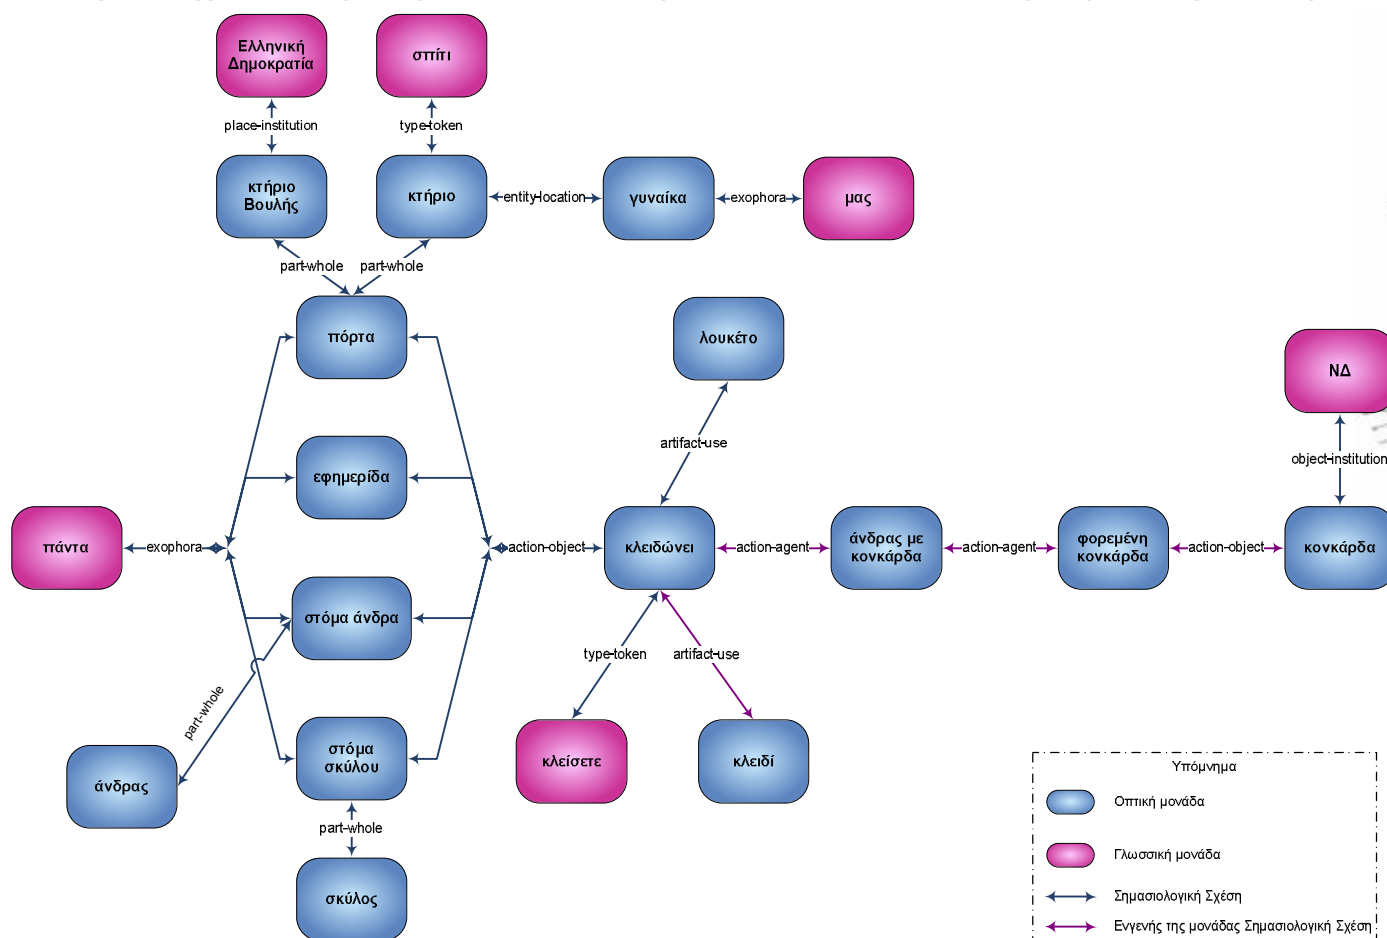 Ελληνική
Δημοκρατία
σπίτι
place-institution
type-token
κτήριο
Βουλής
κτήριο
entity-location
γυναίκα
exophora
μας
part-whole
part-whole
πόρτα
λουκέτο
ΝΔ
artifact-use
object-institution
εφημερίδα
πάντα
exophora
action-object
κλειδώνει
action-agent
άνδρας με
κονκάρδα
action-agent
φορεμένη
κονκάρδα
action-object
κονκάρδα
στόμα άνδρα
type-token
artifact-use
part-whole
στόμα
σκύλου
κλείσετε
κλειδί
άνδρας
part-whole
σκύλος
Υπόμνημα
Οπτική μονάδα
Γλωσσική μονάδα
Σημασιολογική Σχέση
Ενγενής της μονάδας Σημασιολογική Σχέση